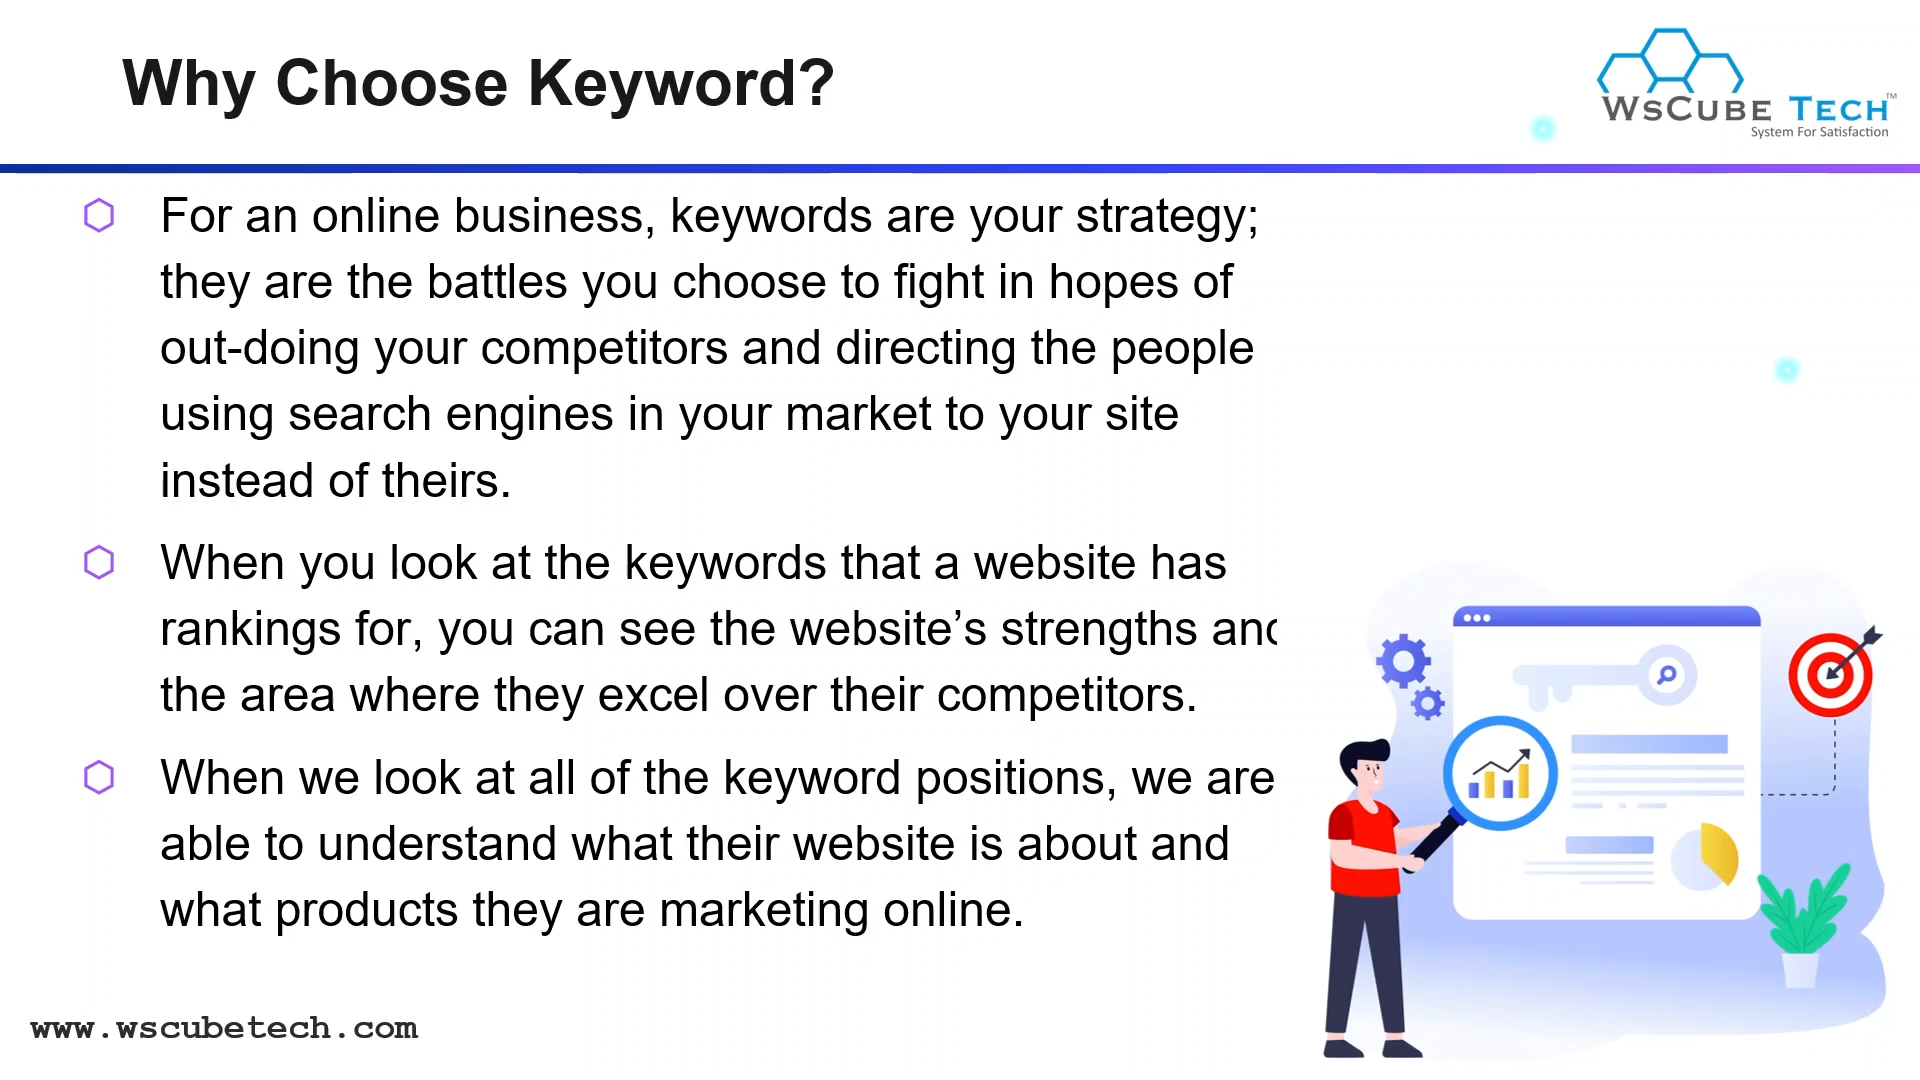 Why Choose Keyword?
WsCube Tech™
System For Satisfaction
For an online business, keywords are your strategy;
they are the battles you choose to fight in hopes of
out-doing your competitors and directing the people
using search engines in your market to your site
instead of theirs.
When you look at the keywords that a website has
rankings for, you can see the website’s strengths and
the area where they excel over their competitors.
When we look at all of the keyword positions, we are
able to understand what their website is about and
what products they are marketing online.
www.wscubetech.com